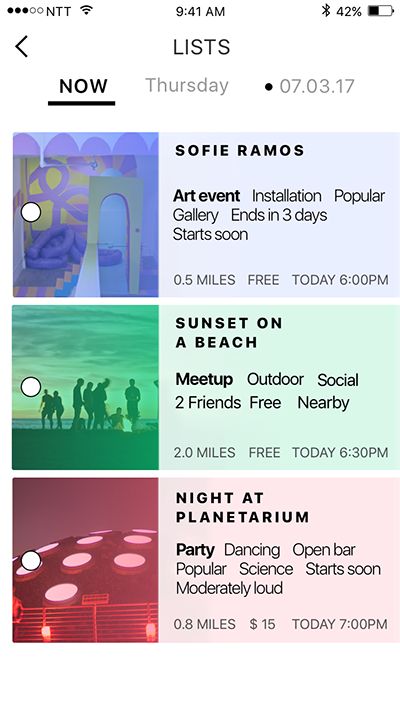 NTT 9:41 AM 42%
LISTS
NOW Thursday 07.03.17
SOFIE RAMOS
Art event Installation Popular
Gallery Ends in 3 days
Starts soon
0.5 MILES FREE TODAY 6:00PM
SUNSET ON
A BEACH
Meetup Outdoor Social
2 Friends Free Nearby
2.0 MILES FREE TODAY 6:30PM
NIGHT AT
PLANETARIUM
Party Dancing Open bar
Popular Science Starts soon
Moderately loud
0.8 MILES $ 15 TODAY 7:00PM